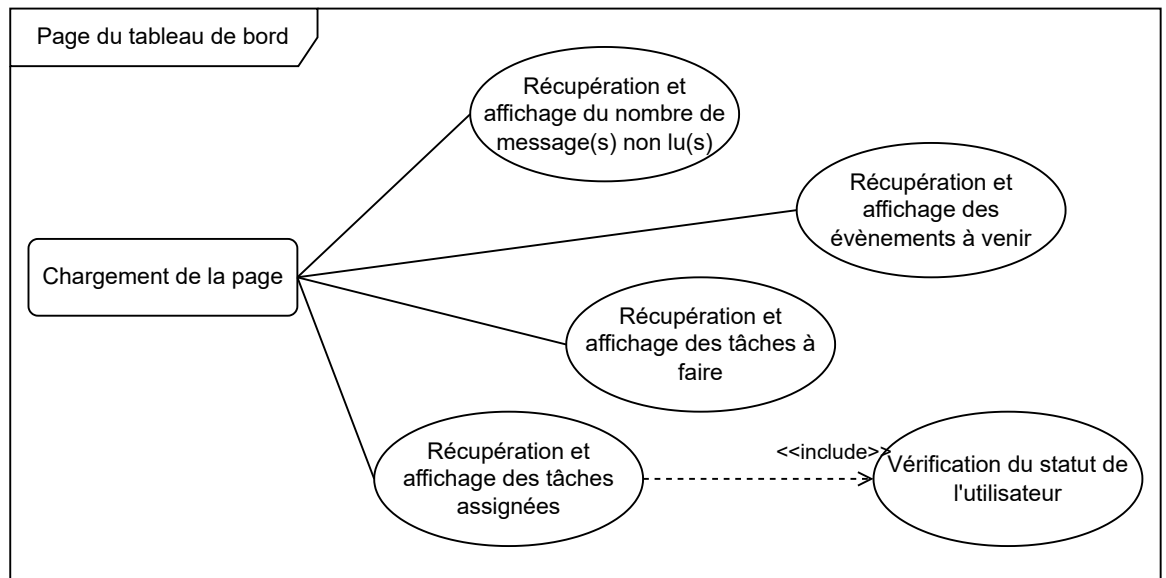 Page du tableau de bord
Récupération et
affichage du nombre de
message(s) non lu(s)
Récupération et
affichage des
évènements à venir
Chargement de la page
Récupération et
affichage des tâches à
faire
Récupération et
affichage des tâches
assignées
<<include>>
Vérification du statut de
l'utilisateur